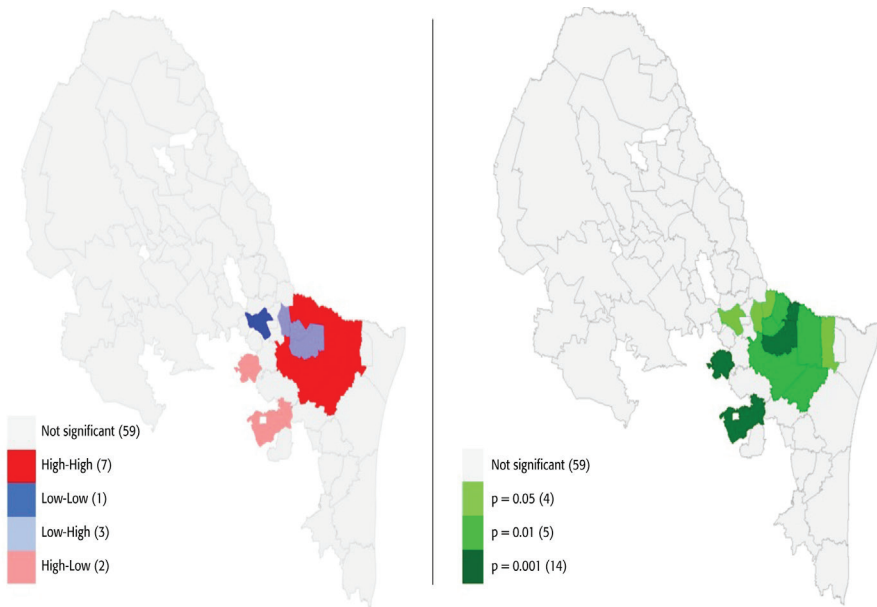 Not significant (59)
High-High (7)
Low-Low (1)
Low-High (3)
High-Low (2)
Not significant (59)
p = 0.05 (4)
p = 0.01 (5)
p = 0.001 (14)